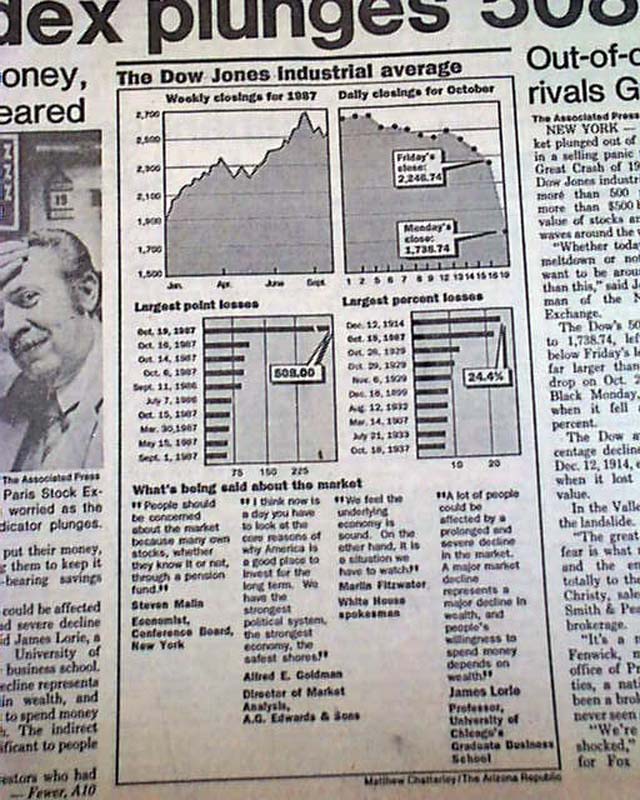 dex plunges 508
oney,
eared
The Associated Press
Paris Stock Ex-
worried as the
dicator plunges.
put their money,
g them to keep it
-bearing savings
could be affected
nd severe decline
id James Lorie, a
University of
business school.
ecline represents
in wealth, and
to spend money
The indirect
ificant to people
estors who had
— Fewer, A10
The Dow Jones Industrial average
Weekly closings for 1987
2,700
2,500
2,300
2,100
1,900
1,700
1,500
Jan.
Apr.
June
Sept.
Daily closings for October
Friday's
close:
2,246.74
Monday's
close:
1,738.74
1 2 5 6 7 8 9 12 13 14 15 16 19
Largest point losses
Oct. 19, 1987
Oct. 16, 1987
Oct. 14, 1987
Oct. 6, 1987
Sept. 11, 1986
July 7, 1986
Oct. 15, 1987
Mar. 30, 1987
May 15, 1987
Sept. 1, 1987
508.00
75 150 225
Largest percent losses
Dec. 12, 1914
Oct. 19, 1987
Oct. 28, 1929
Oct. 29, 1929
Nov. 6, 1929
Dec. 18, 1899
Aug. 12, 1932
Mar. 14, 1907
July 21, 1933
Oct. 18, 1937
24.4%
10 20
What's being said about the market
"People should
be concerned
about the market
because many own
stocks, whether
they know it or not,
through a pension
fund."
Steven Malin
Economist,
Conference Board,
New York
"I think now is
a day you have
to look at the
core reasons of
why America is
a good place to
invest for the
long term. We
have the
strongest
political system,
the strongest
economy, the
safest shores."
Alfred E. Goldman
Director of Market
Analysis,
A.G. Edwards & Sons
"We feel the
underlying
economy is
sound. On the
other hand, it is
a situation we
have to watch"
Marlin Fitzwater
White House
spokesman
"A lot of people
could be
affected by a
prolonged and
severe decline
in the market.
A major market
decline
represents a
major decline in
wealth, and
people's
willingness to
spend money
depends on
wealth"
James Lorie
Professor,
University of
Chicago's
Graduate Business
School
Matthew Chatterley/The Arizona Republic
Out-of-c
rivals G
The Associated Press
NEW YORK —
ket plunged out of
in a selling panic
Great Crash of 19
Dow Jones industri
more than 500
more than $500 b
value of stocks an
waves around the w
"Whether toda
meltdown or not
want to be arou
than this," said J
man of the
Exchange.
The Dow's 50
to 1,738.74, lef
below Friday's l
far larger than
drop on Oct. 2
Black Monday,
when it fell
percent.
The Dow a
centage declin
Dec. 12, 1914,
when it lost
value.
In the Valle
the landslide.
"The great
fear is what
and the en
totally to the
Christy, sale
Smith & Pe
brokerage.
"It's a
Fenwick, m
office of Pr
ties, a nati
been a brok
never seen
"We're
shocked,"
for Fox